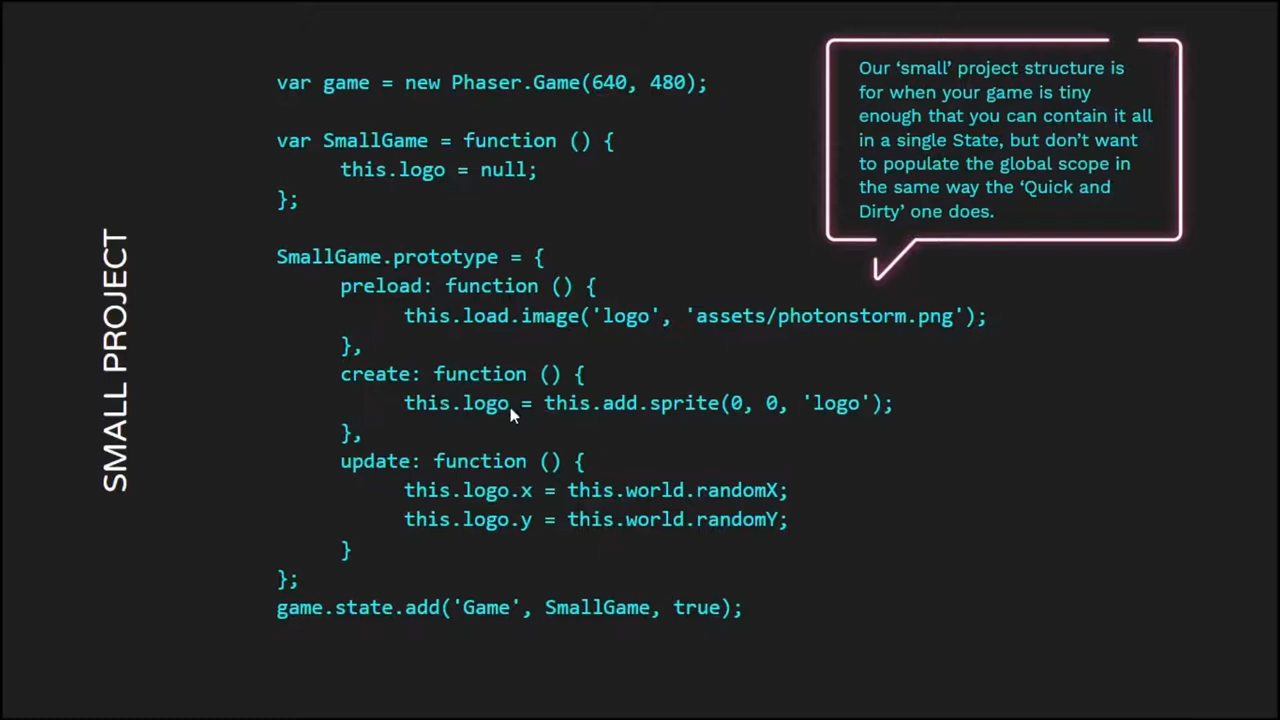 SMALL PROJECT
var game = new Phaser.Game(640, 480);
var SmallGame = function () {
this.logo = null;
};
SmallGame.prototype = {
preload: function () {
this.load.image('logo', 'assets/photonstorm.png');
},
create: function () {
this.logo = this.add.sprite(0, 0, 'logo');
},
update: function () {
this.logo.x = this.world.randomX;
this.logo.y = this.world.randomY;
}
};
game.state.add('Game', SmallGame, true);
Our ‘small’ project structure is
for when your game is tiny
enough that you can contain it all
in a single State, but don’t want
to populate the global scope in
the same way the ‘Quick and
Dirty’ one does.